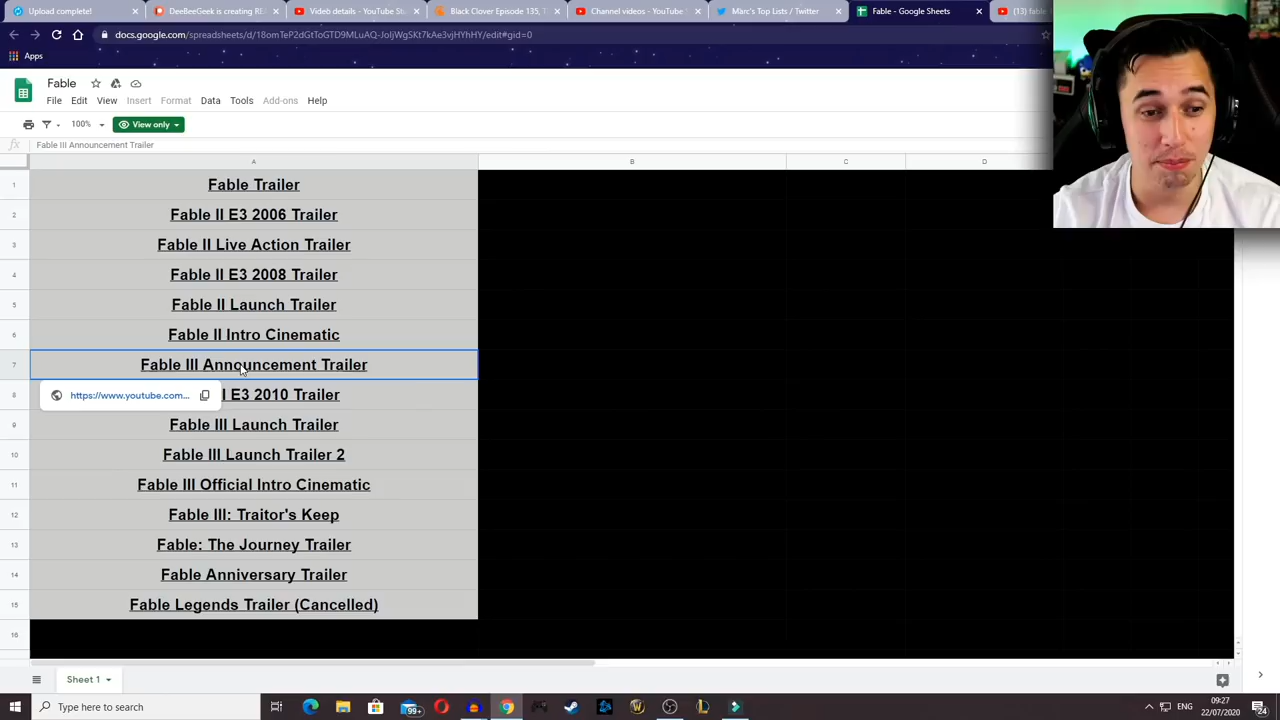 Upload complete!
DeeBeeGeek is creating RE
Video details - YouTube Stu
Black Clover Episode 135, T
Channel videos - YouTube S
Marc's Top Lists / Twitter
Fable - Google Sheets
(13) fable
docs.google.com/spreadsheets/d/18omTeP2dGtToGTD9MLuAQ-JoljWgSKt7kAe3vjHYhHY/edit#gid=0
Apps
Fable
File Edit View Insert Format Data Tools Add-ons Help
100% View only
fx Fable III Announcement Trailer
A B C D
1 Fable Trailer
2 Fable II E3 2006 Trailer
3 Fable II Live Action Trailer
4 Fable II E3 2008 Trailer
5 Fable II Launch Trailer
6 Fable II Intro Cinematic
7 Fable III Announcement Trailer
8 https://www.youtube.com... I E3 2010 Trailer
9 Fable III Launch Trailer
10 Fable III Launch Trailer 2
11 Fable III Official Intro Cinematic
12 Fable III: Traitor's Keep
13 Fable: The Journey Trailer
14 Fable Anniversary Trailer
15 Fable Legends Trailer (Cancelled)
16
Sheet 1
Type here to search
99+
ENG
09:27
22/07/2020
24